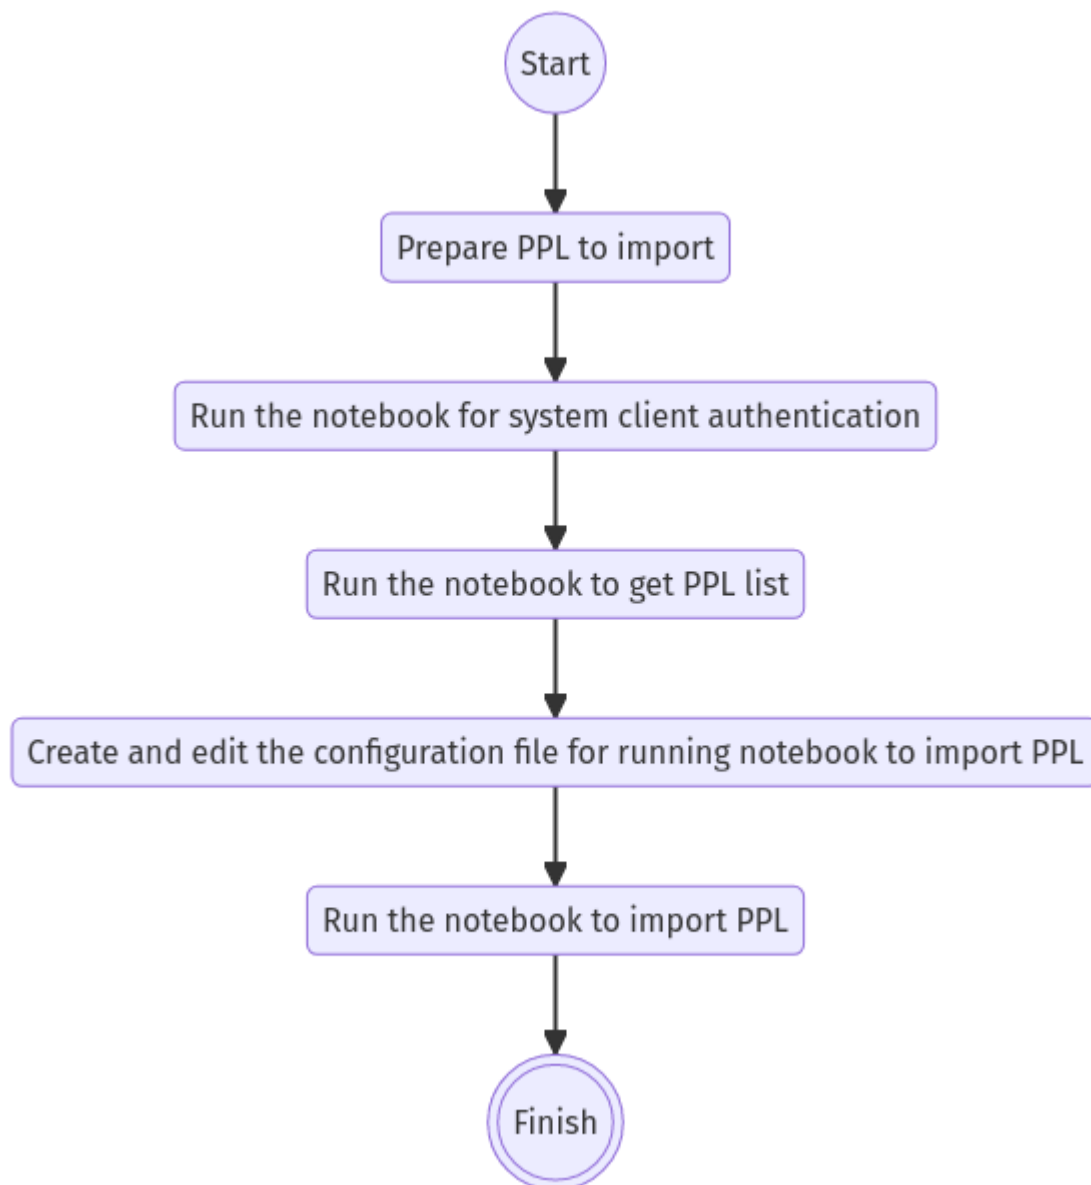 Start
Prepare PPL to import
Run the notebook for system client authentication
Run the notebook to get PPL list
Create and edit the configuration file for running notebook to import PPL
Run the notebook to import PPL
Finish